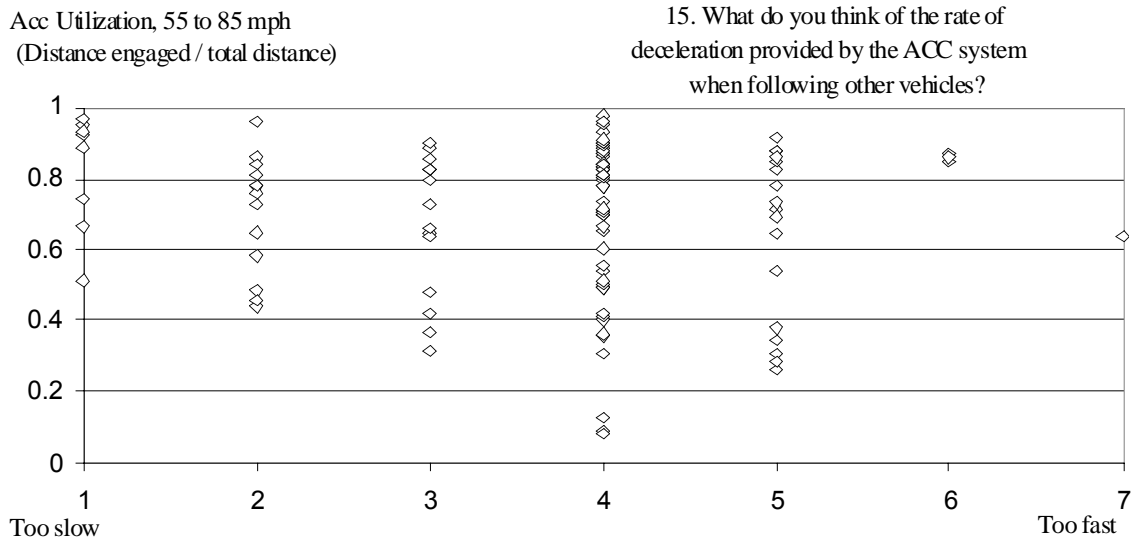 Acc Utilization, 55 to 85 mph
(Distance engaged / total distance)
15. What do you think of the rate of
deceleration provided by the ACC system
when following other vehicles?
1
0.8
0.6
0.4
0.2
0
1 2 3 4 5 6 7
Too slow Too fast